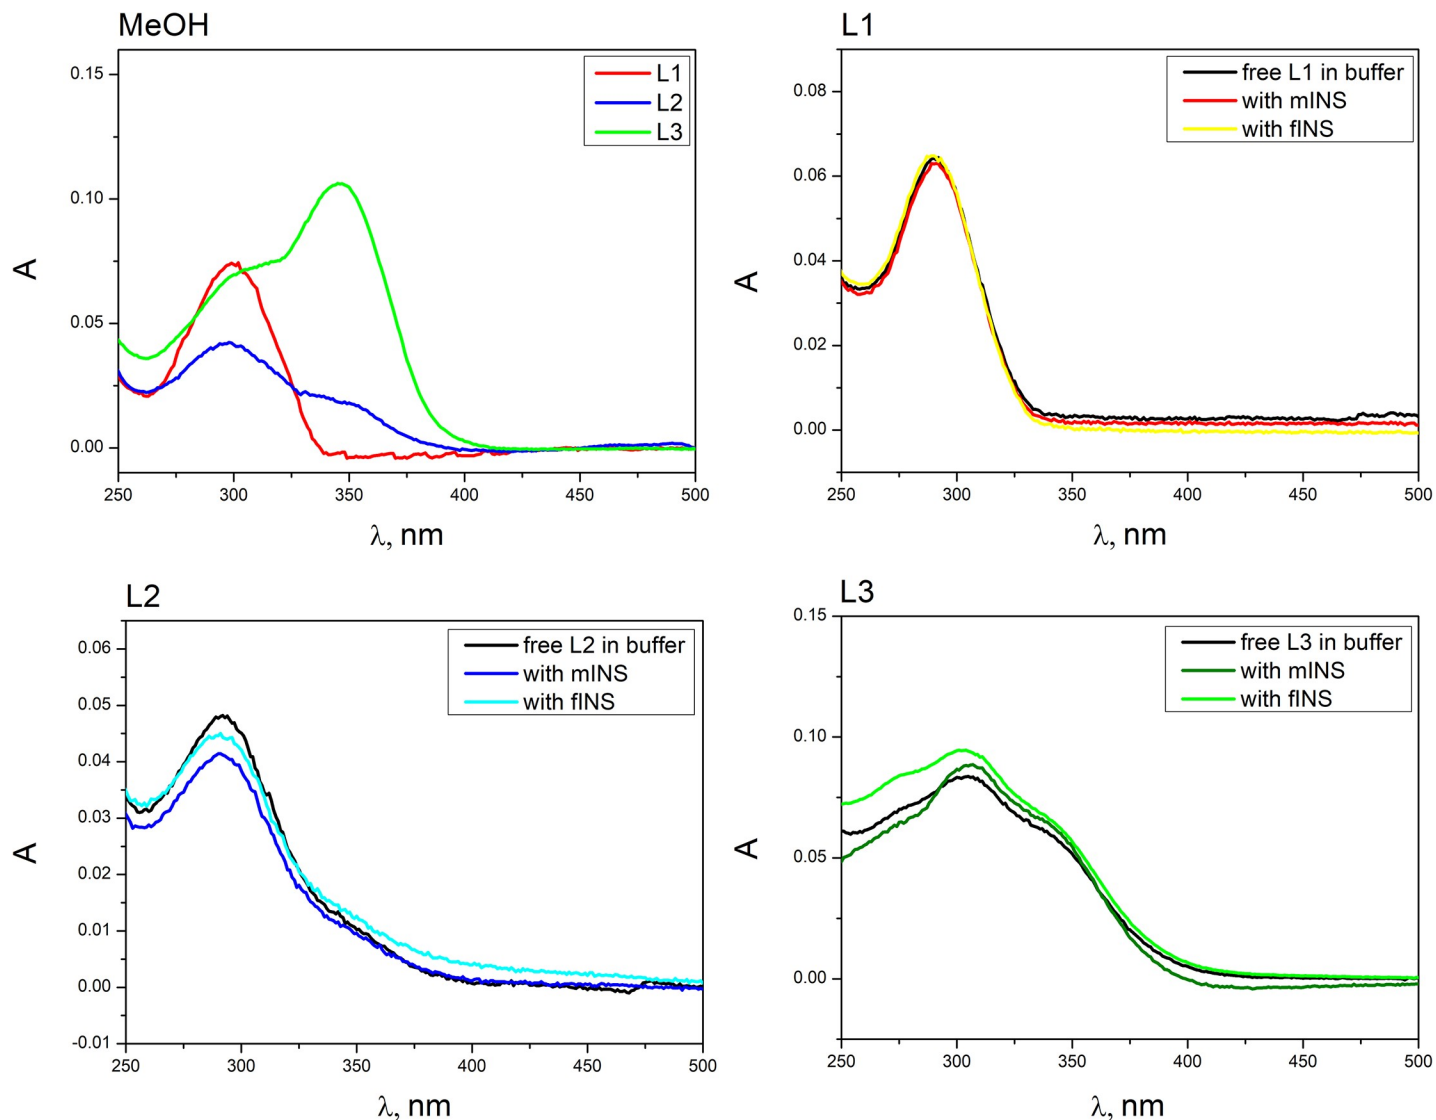 MeOH
L1
L2
L3
0.15
0.10
0.05
0.00
A
250
300
350
400
450
500
λ, nm
L1
free L1 in buffer
with mINS
with fINS
0.08
0.06
0.04
0.02
0.00
A
250
300
350
400
450
500
λ, nm
L2
free L2 in buffer
with mINS
with fINS
0.06
0.05
0.04
0.03
0.02
0.01
0.00
-0.01
A
250
300
350
400
450
500
λ, nm
L3
free L3 in buffer
with mINS
with fINS
0.15
0.10
0.05
0.00
A
250
300
350
400
450
500
λ, nm